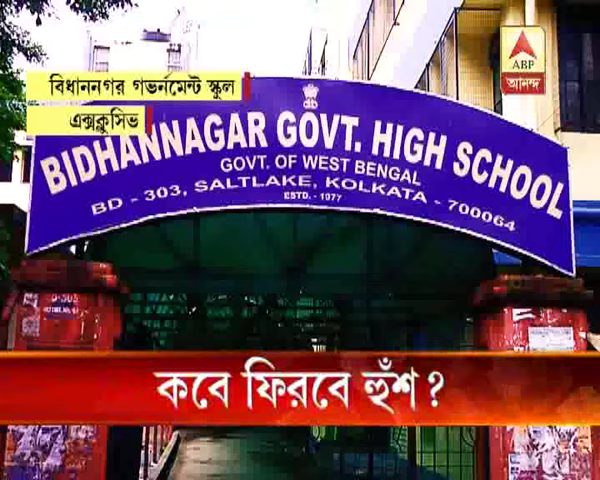 বিধাননগর গভর্নমেন্ট স্কুল
এক্সক্লুসিভ
ABP
আনন্দ
BIDHANNAGAR GOVT. HIGH SCHOOL
GOVT. OF WEST BENGAL
BD - 303, SALTLAKE, KOLKATA - 700064
ESTD. - 1977
কবে ফিরবে হুঁশ ?